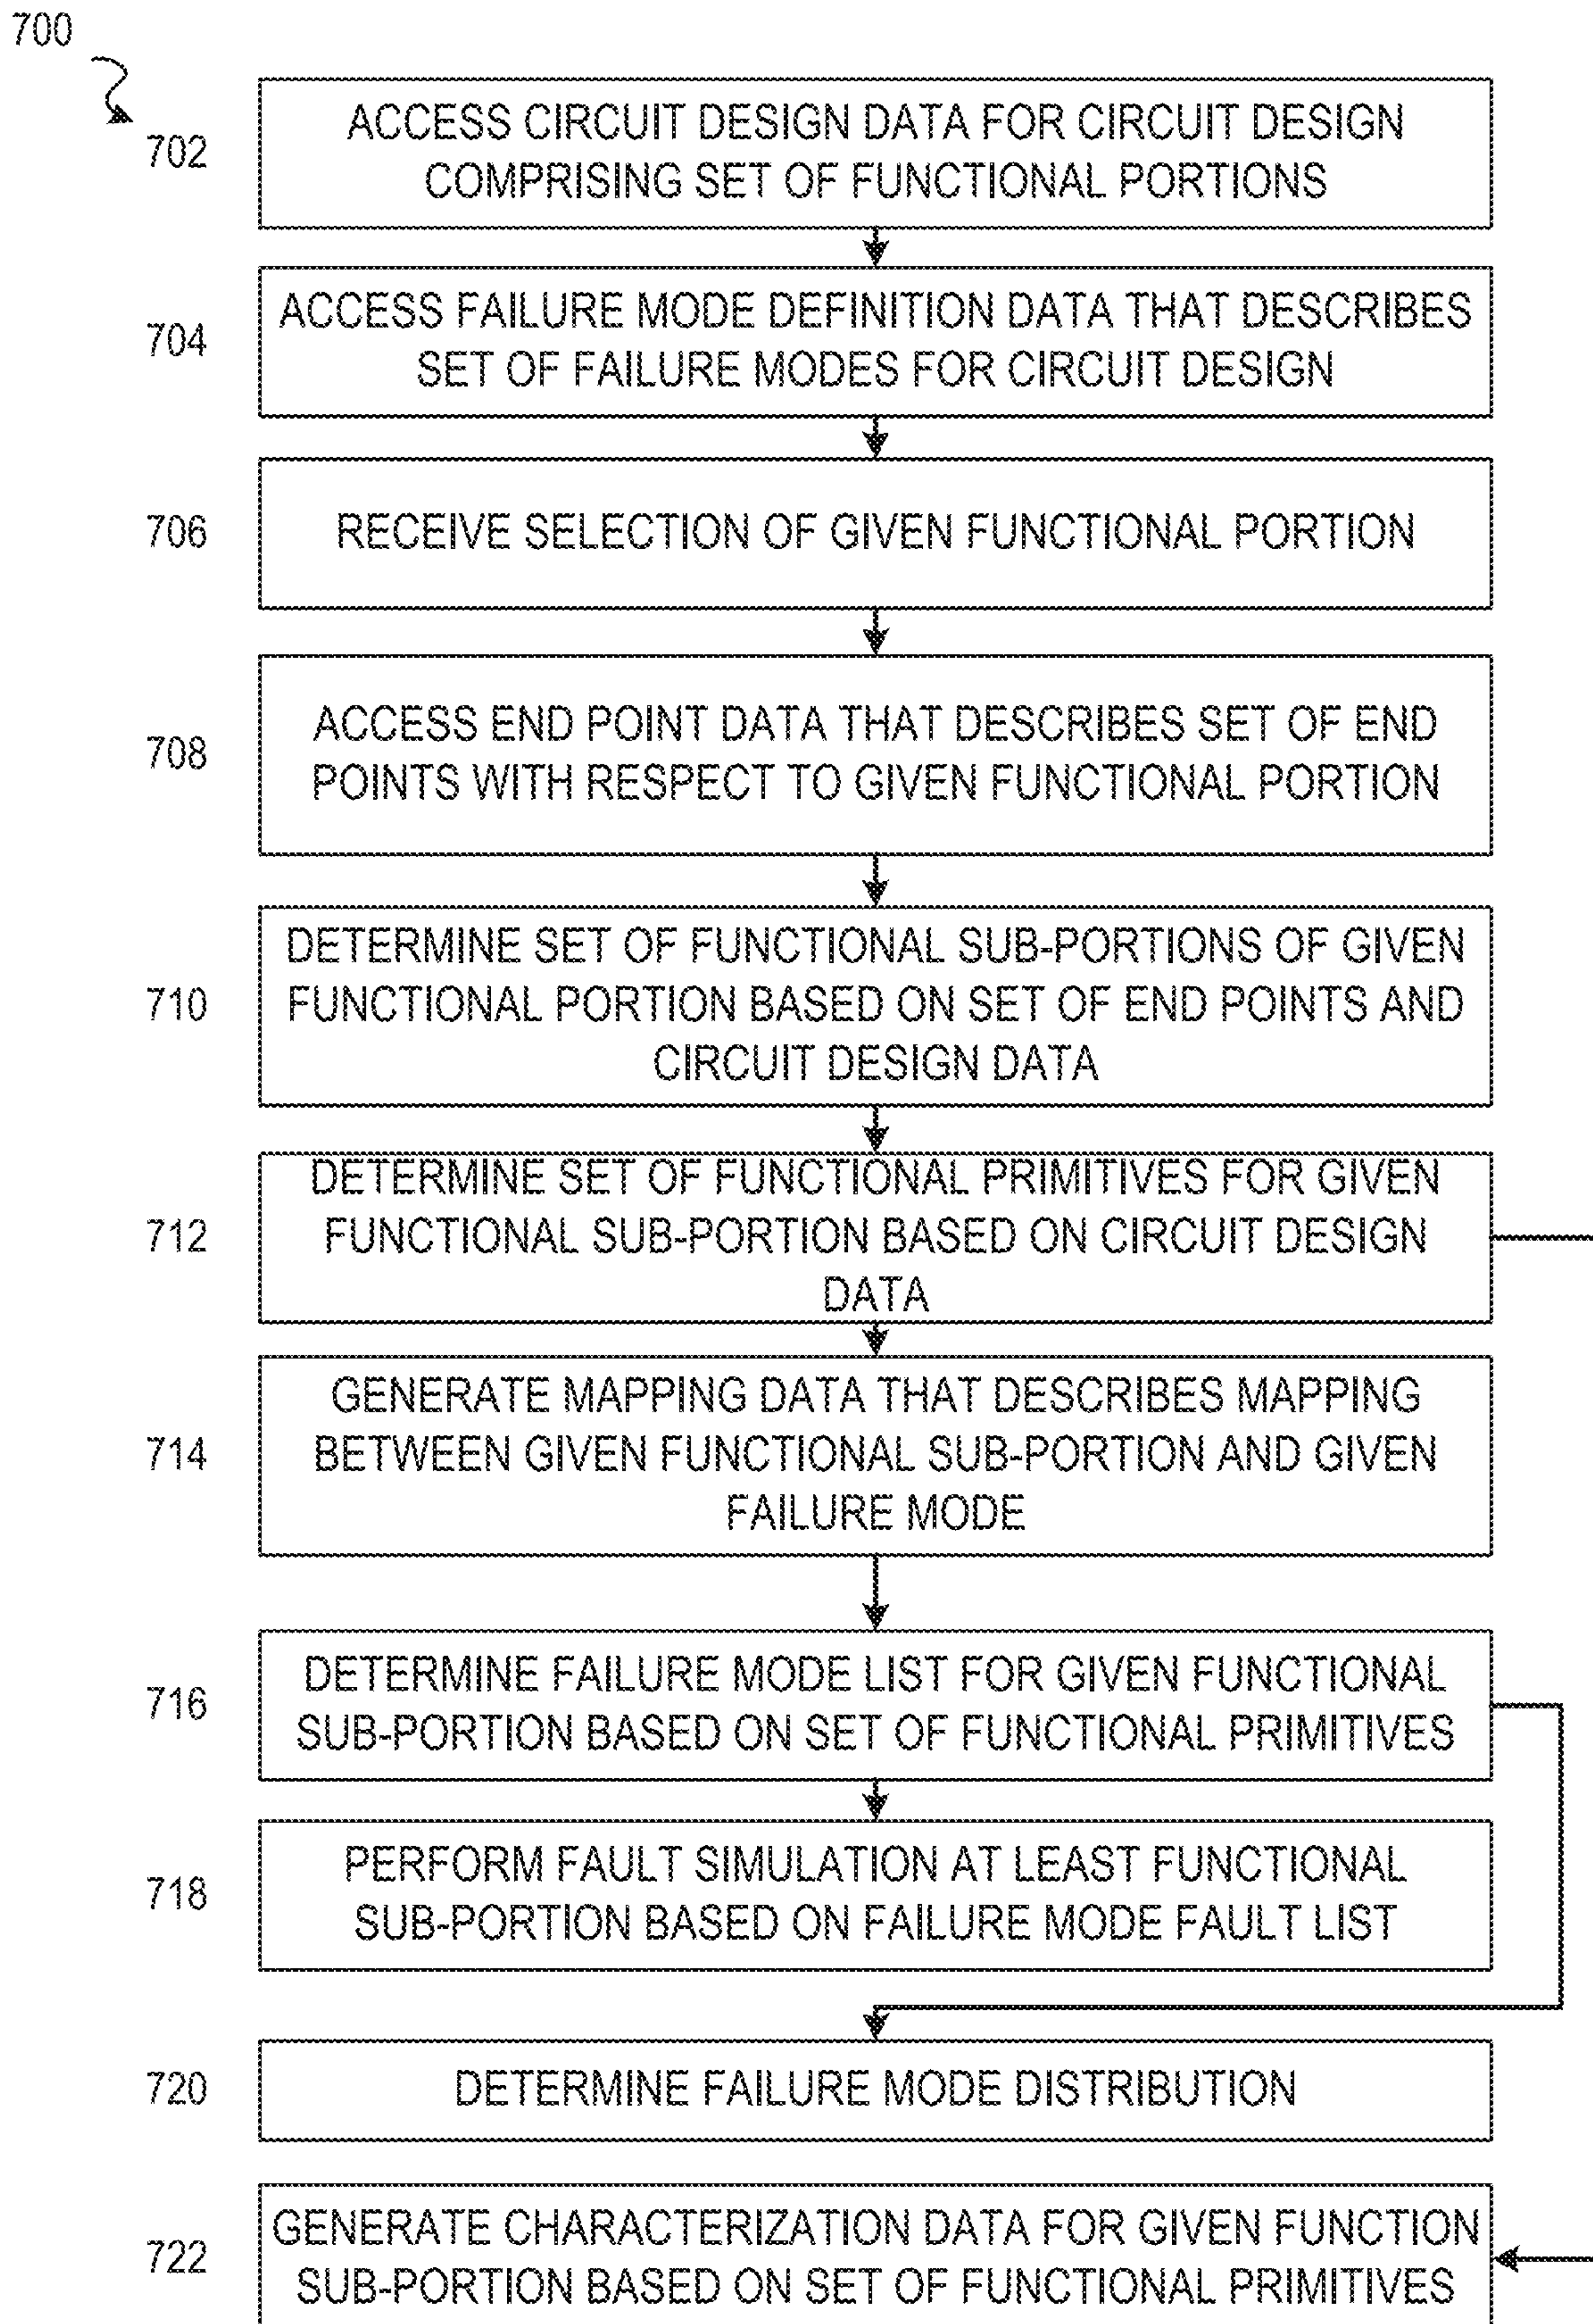 700
702
ACCESS CIRCUIT DESIGN DATA FOR CIRCUIT DESIGN
COMPRISING SET OF FUNCTIONAL PORTIONS
704
ACCESS FAILURE MODE DEFINITION DATA THAT DESCRIBES
SET OF FAILURE MODES FOR CIRCUIT DESIGN
706
RECEIVE SELECTION OF GIVEN FUNCTIONAL PORTION
708
ACCESS END POINT DATA THAT DESCRIBES SET OF END
POINTS WITH RESPECT TO GIVEN FUNCTIONAL PORTION
710
DETERMINE SET OF FUNCTIONAL SUB-PORTIONS OF GIVEN
FUNCTIONAL PORTION BASED ON SET OF END POINTS AND
CIRCUIT DESIGN DATA
712
DETERMINE SET OF FUNCTIONAL PRIMITIVES FOR GIVEN
FUNCTIONAL SUB-PORTION BASED ON CIRCUIT DESIGN
DATA
714
GENERATE MAPPING DATA THAT DESCRIBES MAPPING
BETWEEN GIVEN FUNCTIONAL SUB-PORTION AND GIVEN
FAILURE MODE
716
DETERMINE FAILURE MODE LIST FOR GIVEN FUNCTIONAL
SUB-PORTION BASED ON SET OF FUNCTIONAL PRIMITIVES
718
PERFORM FAULT SIMULATION AT LEAST FUNCTIONAL
SUB-PORTION BASED ON FAILURE MODE FAULT LIST
720
DETERMINE FAILURE MODE DISTRIBUTION
722
GENERATE CHARACTERIZATION DATA FOR GIVEN FUNCTION
SUB-PORTION BASED ON SET OF FUNCTIONAL PRIMITIVES